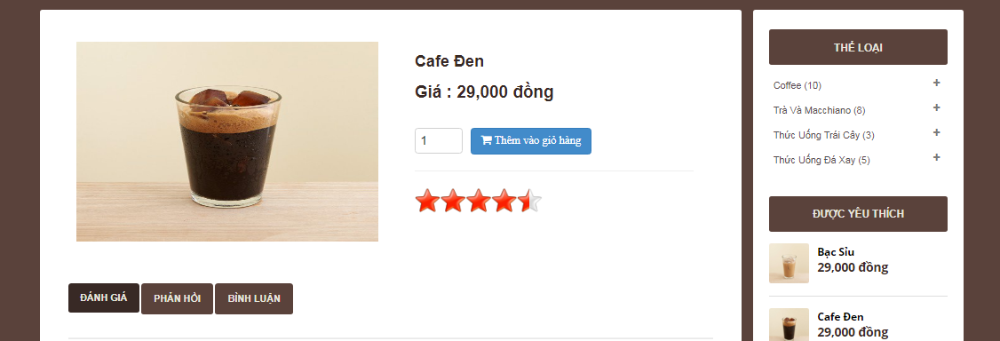 Cafe Đen
Giá : 29,000 đồng
1
Thêm vào giỏ hàng
ĐÁNH GIÁ
PHẢN HỒI
BÌNH LUẬN
THỂ LOẠI
Coffee (10) +
Trà Và Macchiano (8) +
Thức Uống Trái Cây (3) +
Thức Uống Đá Xay (5) +
ĐƯỢC YÊU THÍCH
Bạc Sỉu
29,000 đồng
Cafe Đen
29,000 đồng